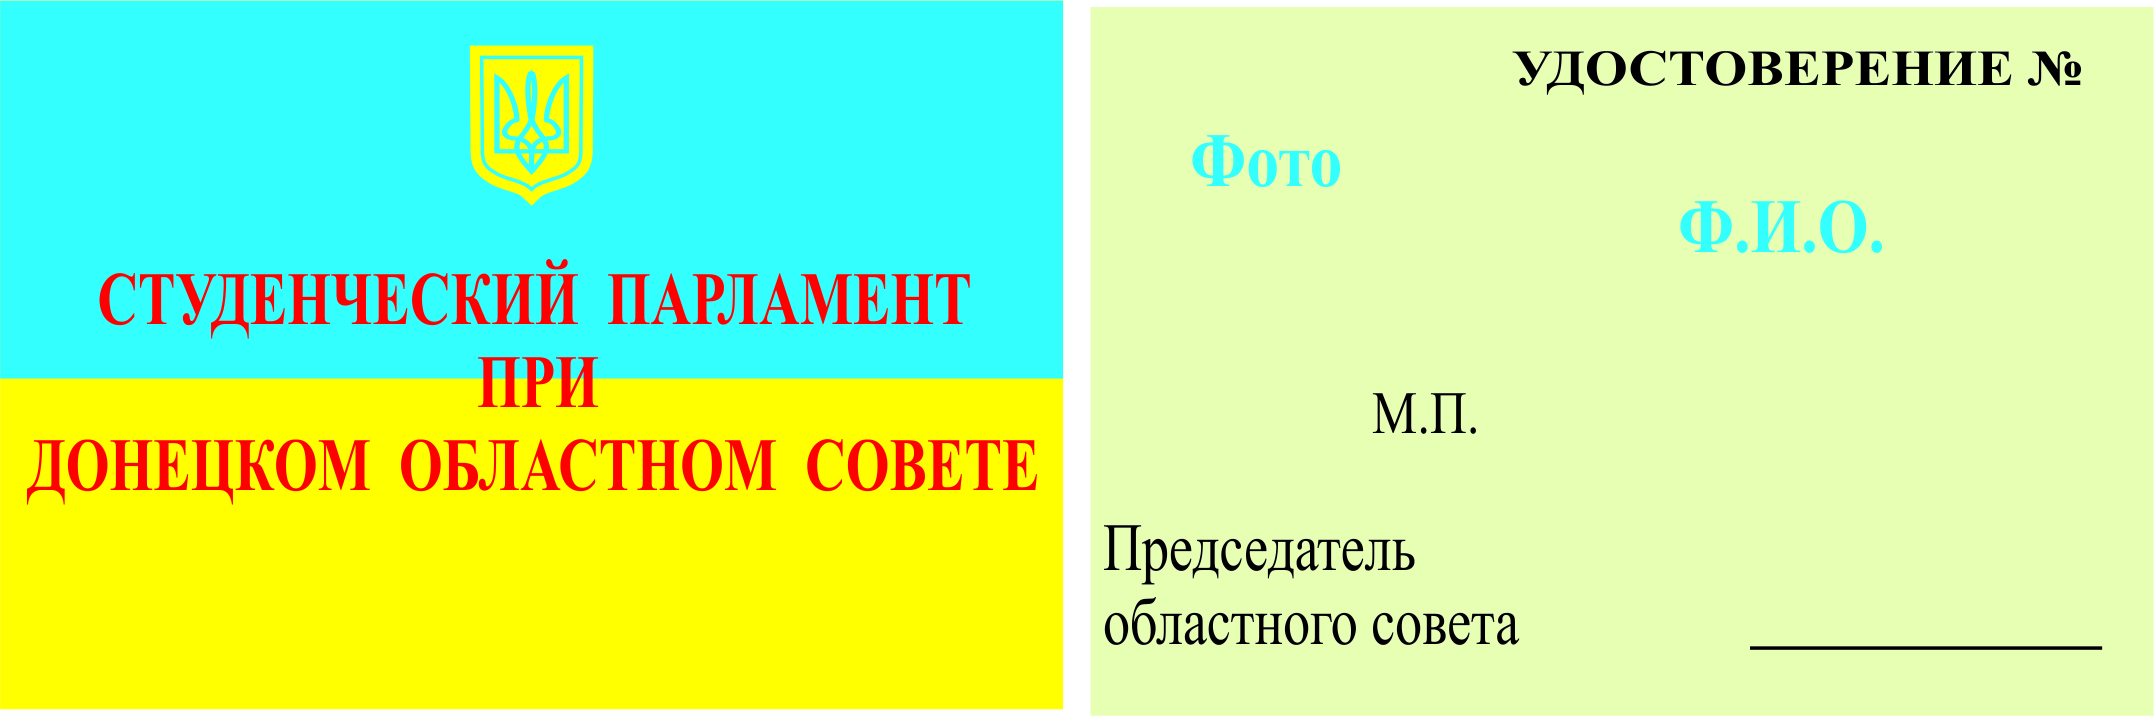 СТУДЕНЧЕСКИЙ ПАРЛАМЕНТ
ПРИ
ДОНЕЦКОМ ОБЛАСТНОМ СОВЕТЕ
УДОСТОВЕРЕНИЕ №
Фото
Ф.И.О.
М.П.
Председатель
областного совета